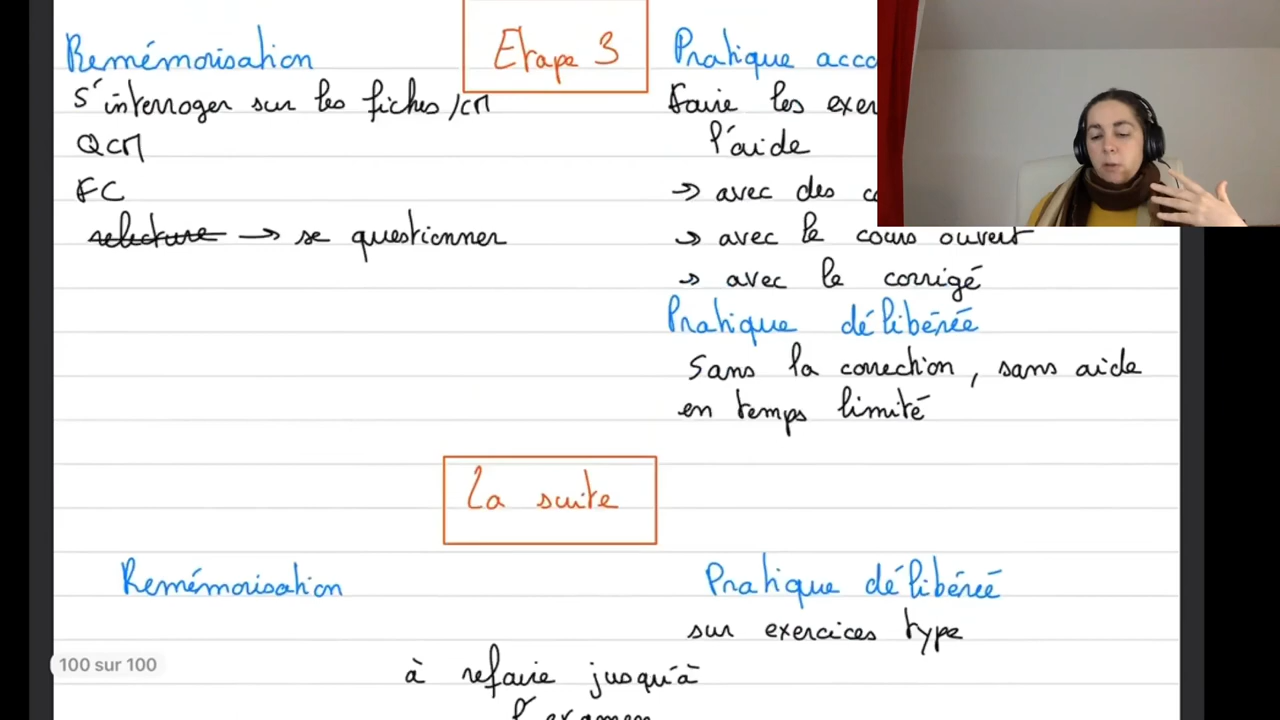 Etape 3
Remémorisation
S'interroger sur les fiches /CM
QCM
FC
relecture → se questionner
Pratique acco
Faire les exer
l'aide
→ avec des
→ avec le cours ouvert
→ avec le corrigé
Pratique délibérée
Sans la correction, sans aide
en temps limité
La suite
Remémorisation
Pratique délibérée
sur exercices type
à refaire jusqu'à
l'examen
100 sur 100